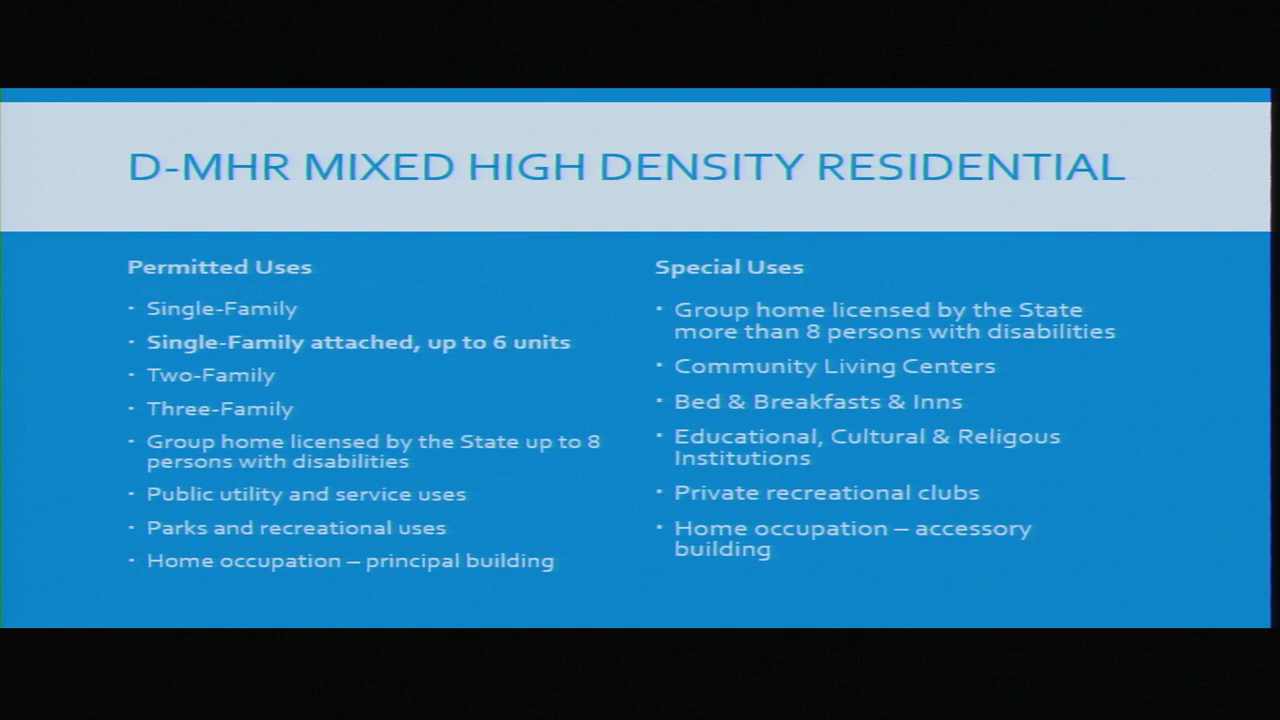 D-MHR MIXED HIGH DENSITY RESIDENTIAL
Permitted Uses
· Single-Family
· Single-Family attached, up to 6 units
· Two-Family
· Three-Family
· Group home licensed by the State up to 8
persons with disabilities
· Public utility and service uses
· Parks and recreational uses
· Home occupation – principal building
Special Uses
· Group home licensed by the State
more than 8 persons with disabilities
· Community Living Centers
· Bed & Breakfasts & Inns
· Educational, Cultural & Religous
Institutions
· Private recreational clubs
· Home occupation – accessory
building